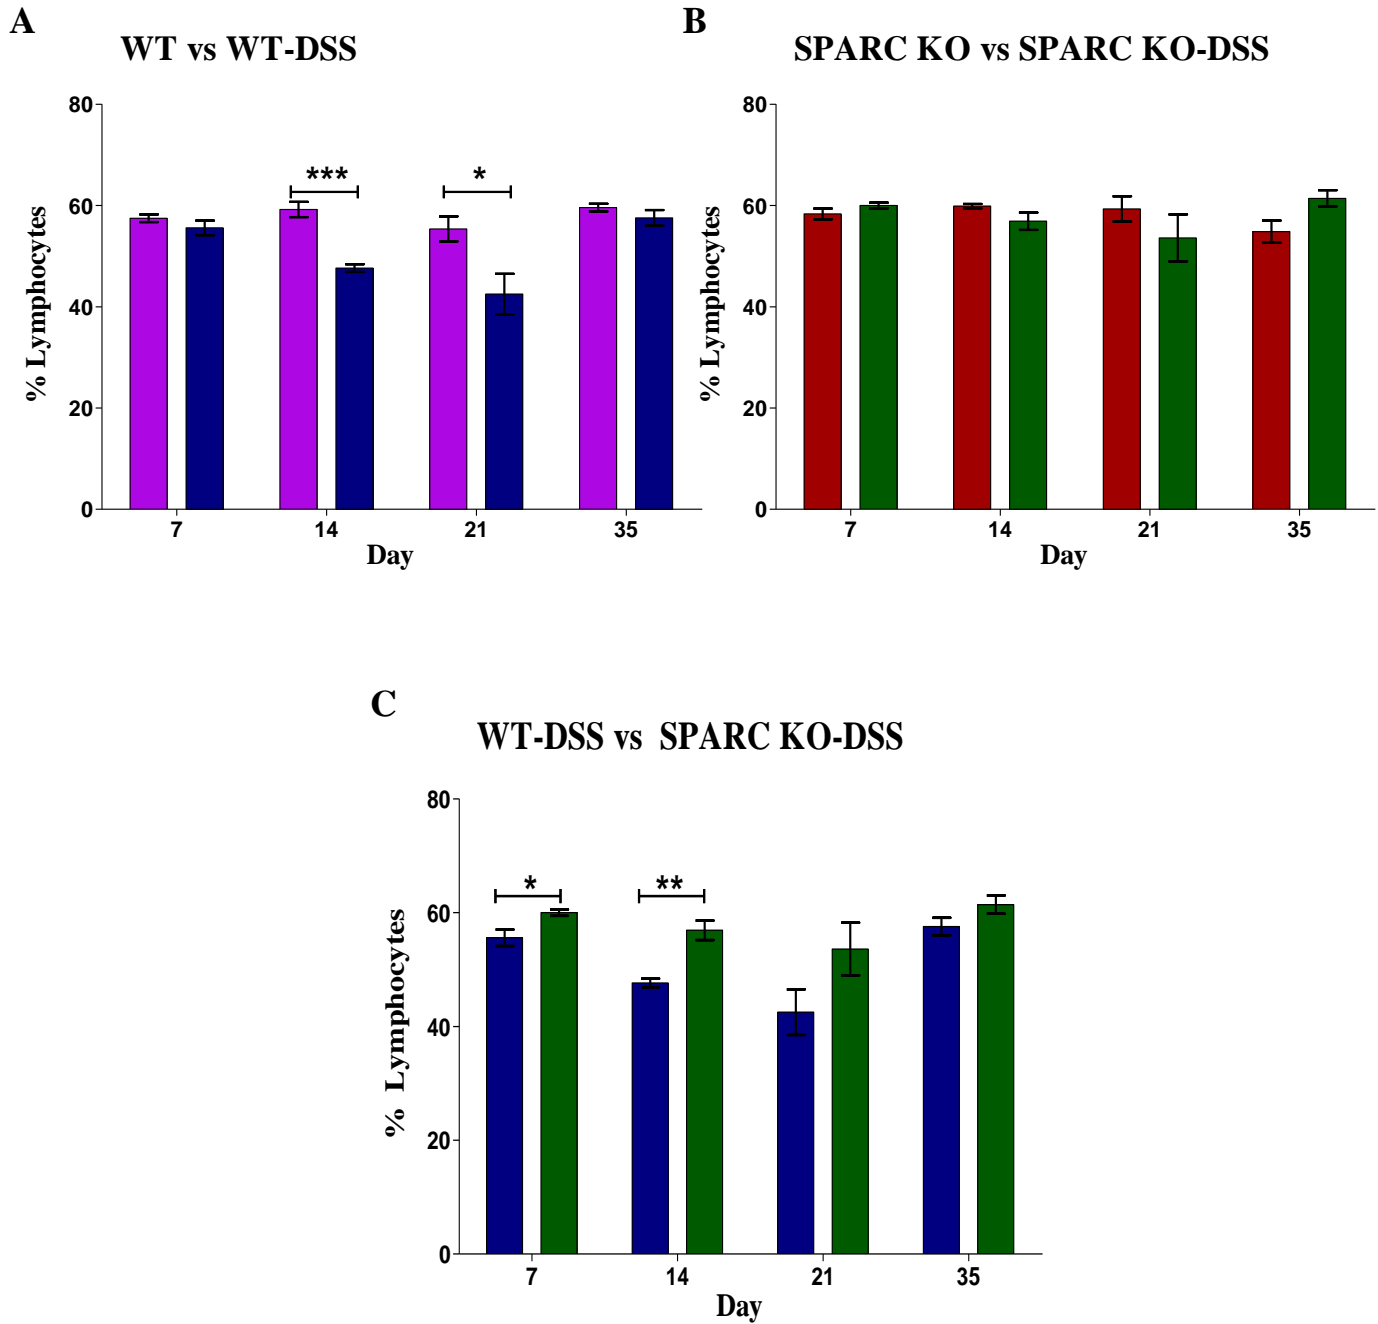 A
WT vs WT-DSS
% Lymphocytes
80
60
40
20
0
***
*
7 14 21 35
Day
B
SPARC KO vs SPARC KO-DSS
% Lymphocytes
80
60
40
20
0
7 14 21 35
Day
C
WT-DSS vs SPARC KO-DSS
% Lymphocytes
80
60
40
20
0
*
**
7 14 21 35
Day